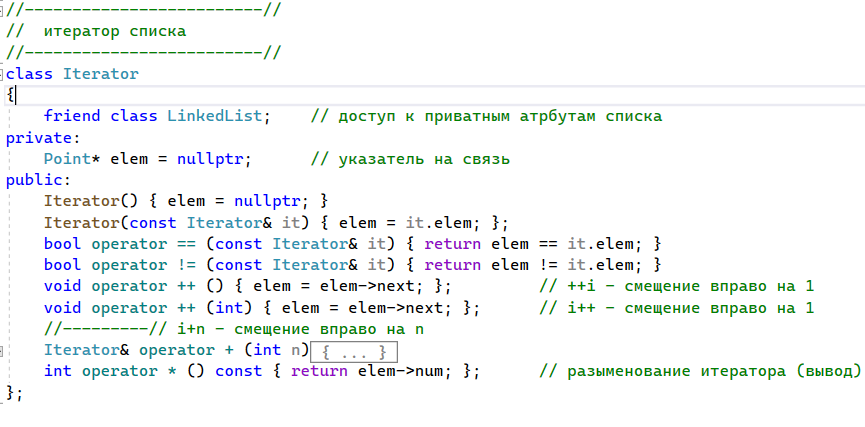 //-------------------------//
//  итератор списка
//-------------------------//
class Iterator
{
    friend class LinkedList;    // доступ к приватным атрбутам списка
private:
    Point* elem = nullptr;      // указатель на связь
public:
    Iterator() { elem = nullptr; }
    Iterator(const Iterator& it) { elem = it.elem; };
    bool operator == (const Iterator& it) { return elem == it.elem; }
    bool operator != (const Iterator& it) { return elem != it.elem; }
    void operator ++ () { elem = elem->next; };         // ++i - смещение вправо на 1
    void operator ++ (int) { elem = elem->next; };      // i++ - смещение вправо на 1
    //---------// i+n - смещение вправо на n
    Iterator& operator + (int n){ ... }
    int operator * () const { return elem->num; };      // разыменование итератора (вывод)
};